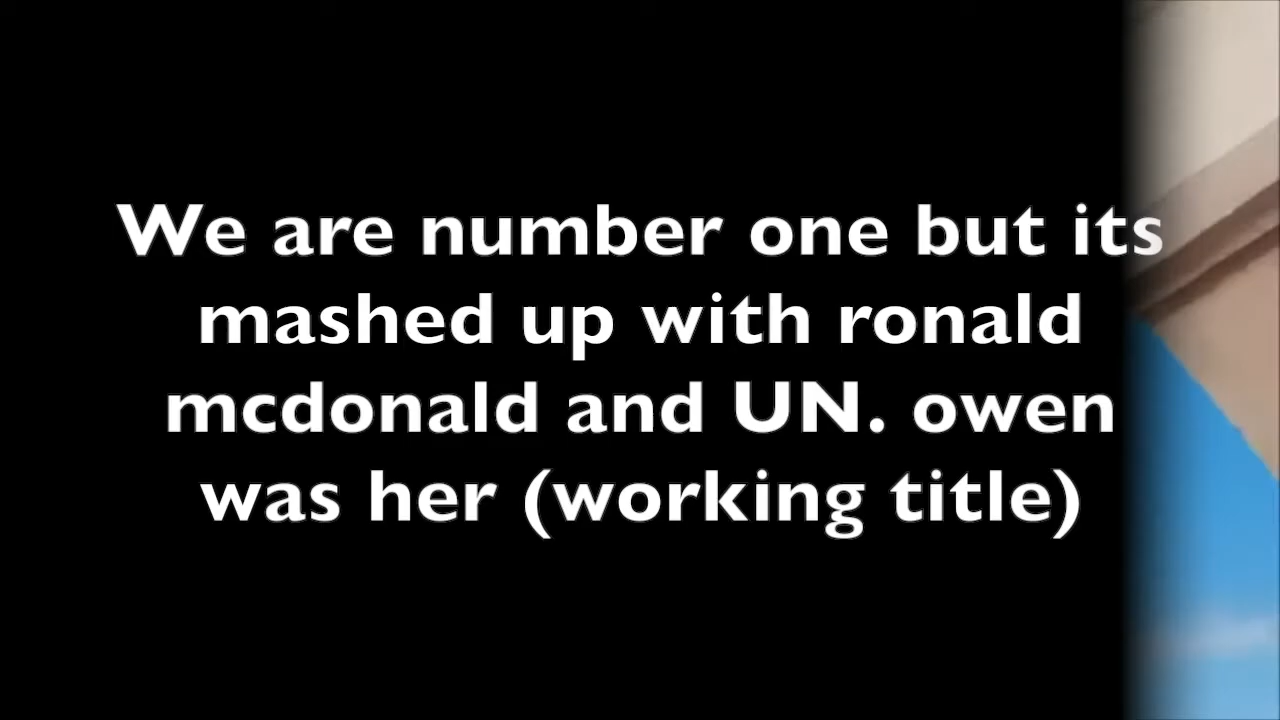 We are number one but its
mashed up with ronald
mcdonald and UN. owen
was her (working title)